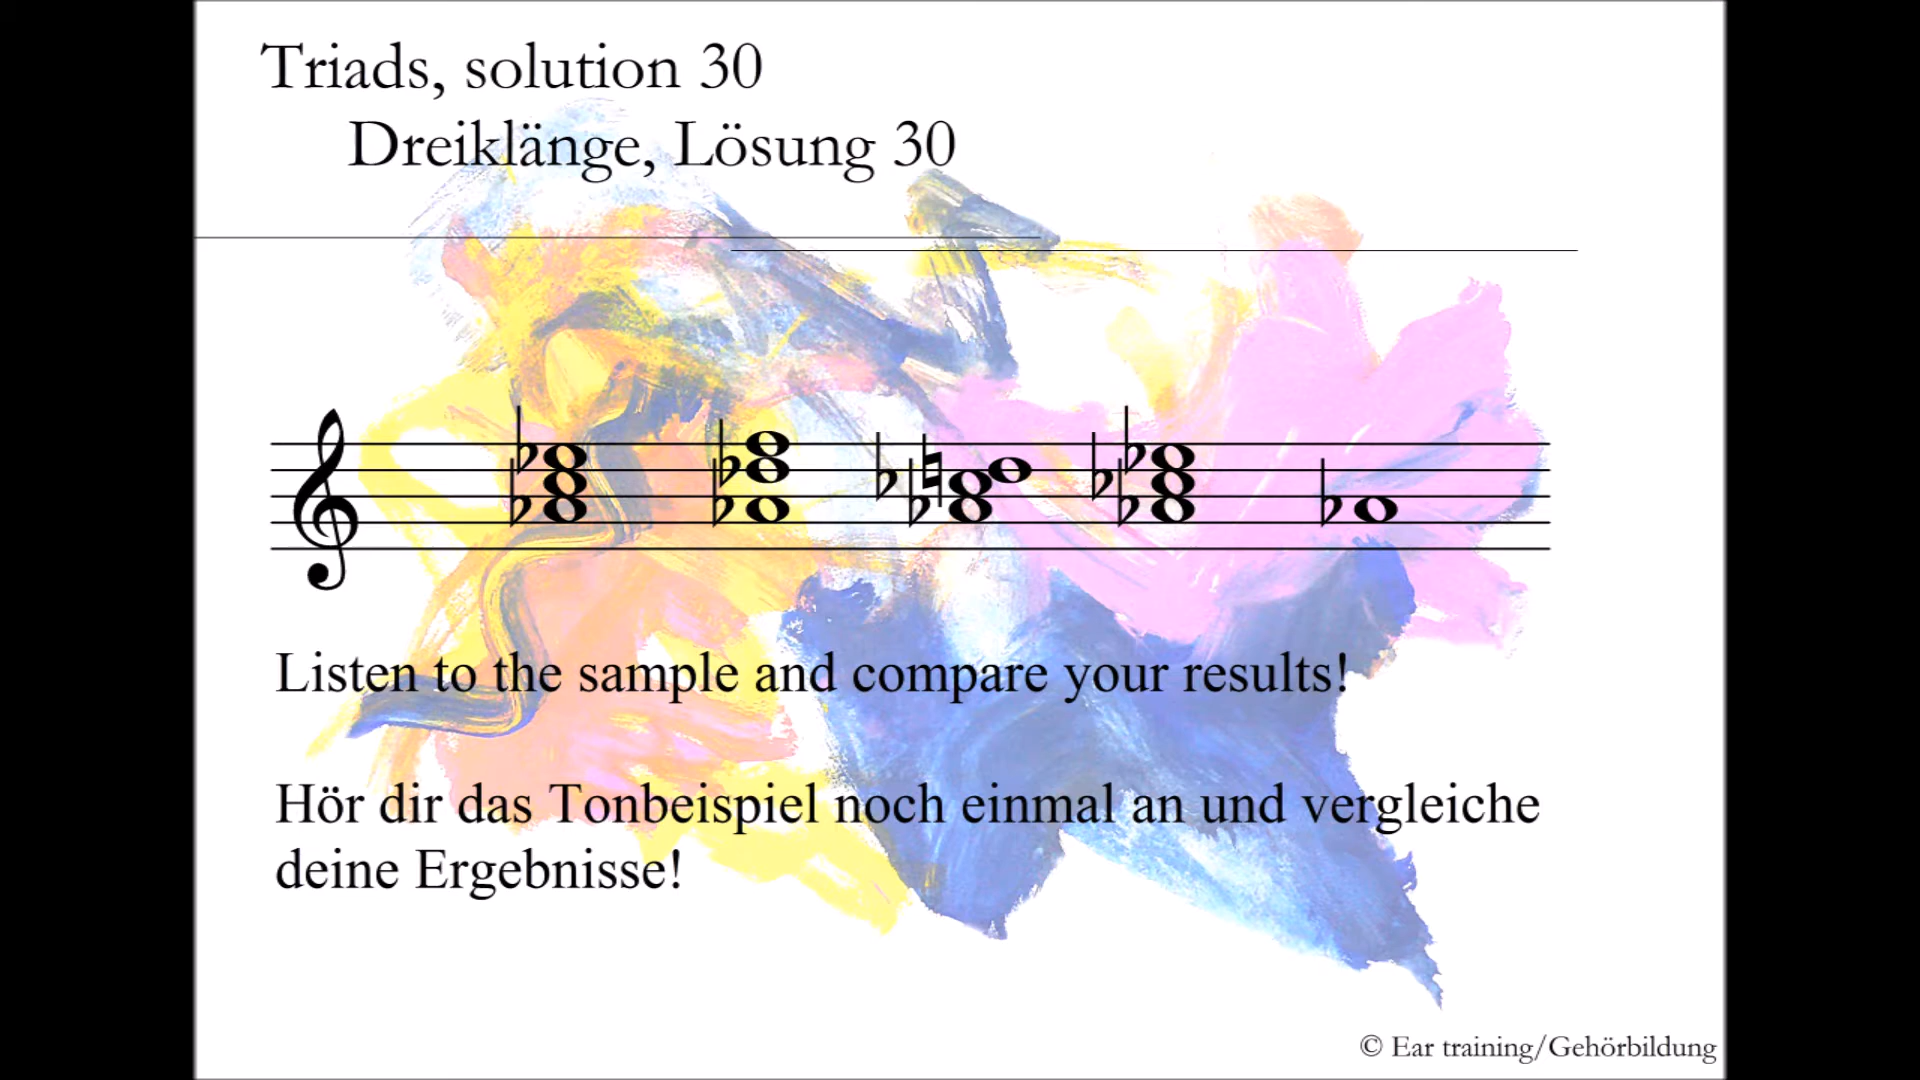 Triads, solution 30
Dreiklänge, Lösung 30
Listen to the sample and compare your results!
Hör dir das Tonbeispiel noch einmal an und vergleiche
deine Ergebnisse!
© Ear training/Gehörbildung